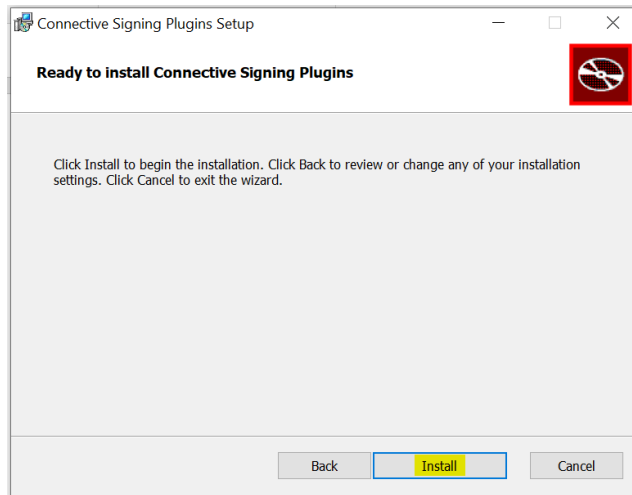 Connective Signing Plugins Setup
Ready to install Connective Signing Plugins
Click Install to begin the installation. Click Back to review or change any of your installation
settings. Click Cancel to exit the wizard.
Back Install Cancel